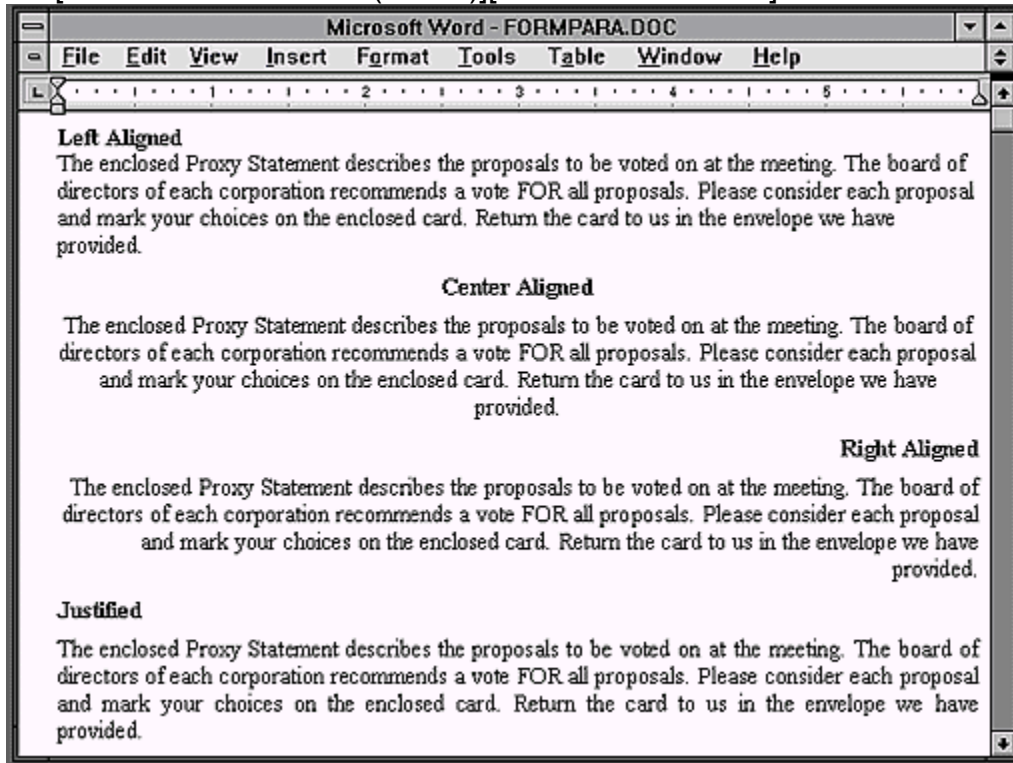 Microsoft Word - FORMPARA.DOC
File Edit View Insert Format Tools Table Window Help
L 1 2 3 4 5
Left Aligned
The enclosed Proxy Statement describes the proposals to be voted on at the meeting. The board of
directors of each corporation recommends a vote FOR all proposals. Please consider each proposal
and mark your choices on the enclosed card. Return the card to us in the envelope we have
provided.
Center Aligned
The enclosed Proxy Statement describes the proposals to be voted on at the meeting. The board of
directors of each corporation recommends a vote FOR all proposals. Please consider each proposal
and mark your choices on the enclosed card. Return the card to us in the envelope we have
provided.
Right Aligned
The enclosed Proxy Statement describes the proposals to be voted on at the meeting. The board of
directors of each corporation recommends a vote FOR all proposals. Please consider each proposal
and mark your choices on the enclosed card. Return the card to us in the envelope we have
provided.
Justified
The enclosed Proxy Statement describes the proposals to be voted on at the meeting. The board of
directors of each corporation recommends a vote FOR all proposals. Please consider each proposal
and mark your choices on the enclosed card. Return the card to us in the envelope we have
provided.